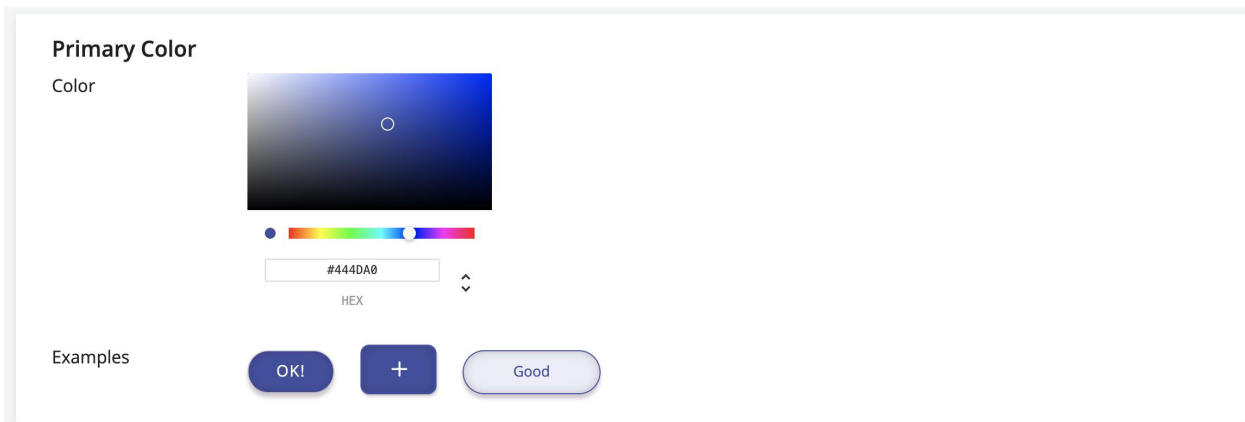 Primary Color
Color
#444DA0
HEX
Examples
OK!
+
Good